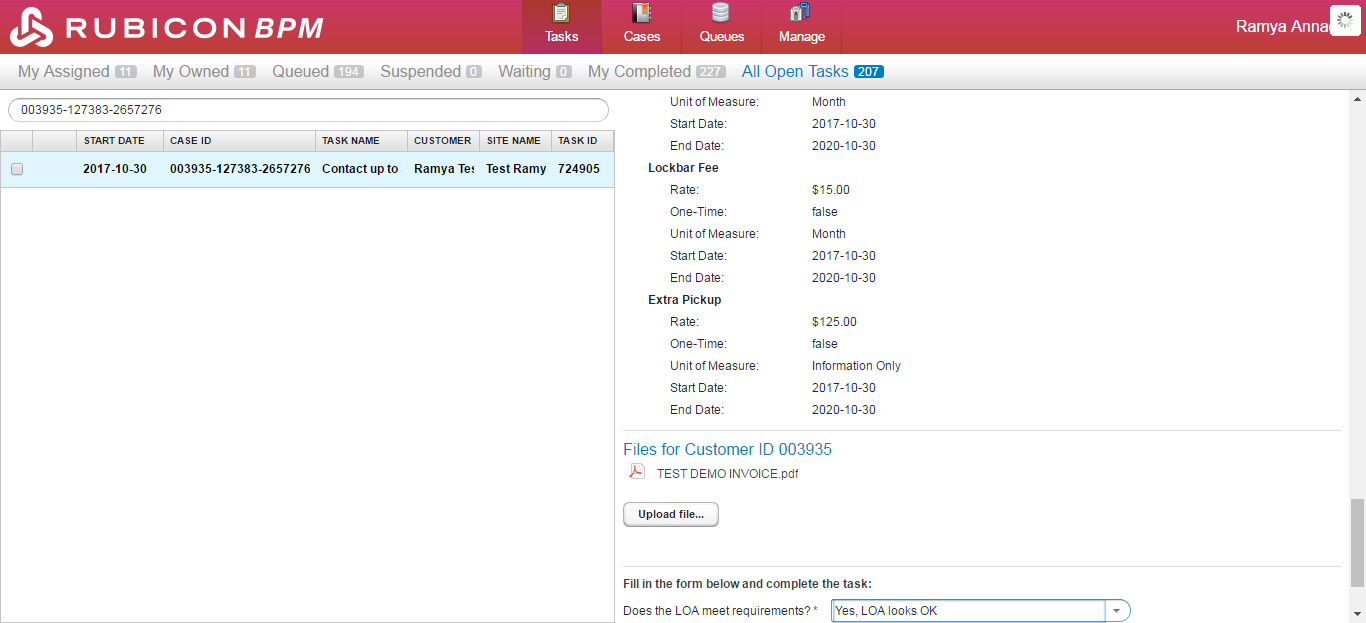 RUBICON BPM
Tasks Cases Queues Manage
Ramya Anna
My Assigned 11 My Owned 11 Queued 194 Suspended 0 Waiting 0 My Completed 227 All Open Tasks 207
003935-127383-2657276
START DATE CASE ID TASK NAME CUSTOMER SITE NAME TASK ID
2017-10-30 003935-127383-2657276 Contact up to Ramya Tes Test Ramy 724905
Unit of Measure: Month
Start Date: 2017-10-30
End Date: 2020-10-30
Lockbar Fee
Rate: $15.00
One-Time: false
Unit of Measure: Month
Start Date: 2017-10-30
End Date: 2020-10-30
Extra Pickup
Rate: $125.00
One-Time: false
Unit of Measure: Information Only
Start Date: 2017-10-30
End Date: 2020-10-30
Files for Customer ID 003935
TEST DEMO INVOICE.pdf
Upload file...
Fill in the form below and complete the task:
Does the LOA meet requirements? * Yes, LOA looks OK